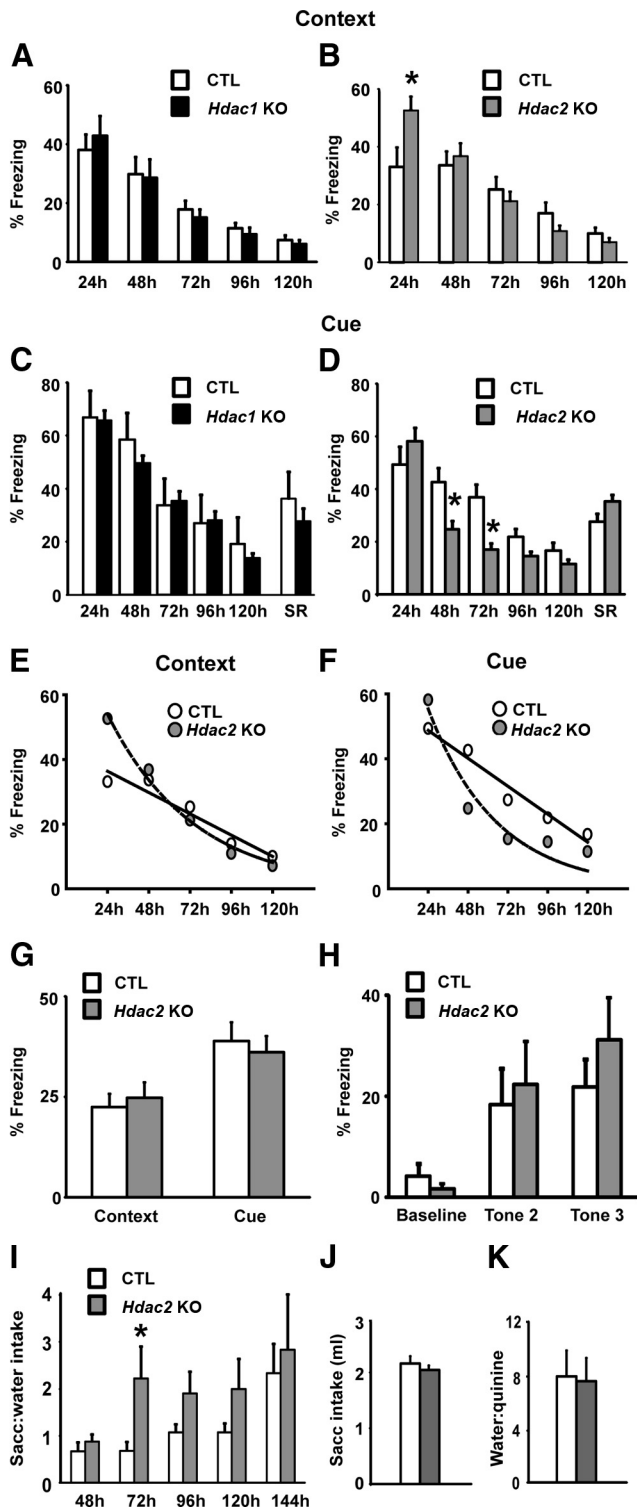 Context
A
B
CTL
Hdac1 KO
CTL
Hdac2 KO
*
60
40
20
0
% Freezing
24h 48h 72h 96h 120h
60
40
20
0
% Freezing
24h 48h 72h 96h 120h
Cue
C
D
CTL
Hdac1 KO
CTL
Hdac2 KO
80
60
40
20
0
% Freezing
24h 48h 72h 96h 120h SR
80
60
40
20
0
% Freezing
* *
24h 48h 72h 96h 120h SR
E
Context
F
Cue
CTL
Hdac2 KO
CTL
Hdac2 KO
60
40
20
0
% Freezing
24h 48h 72h 96h 120h
60
40
20
0
% Freezing
24h 48h 72h 96h 120h
G
H
CTL
Hdac2 KO
CTL
Hdac2 KO
50
25
0
% Freezing
Context Cue
40
20
0
% Freezing
Baseline Tone 2 Tone 3
I
J
K
CTL
Hdac2 KO
*
4
3
2
1
0
Sacc:water intake
48h 72h 96h 120h 144h
3
2
1
0
Sacc intake (ml)
12
8
4
0
Water:quinine